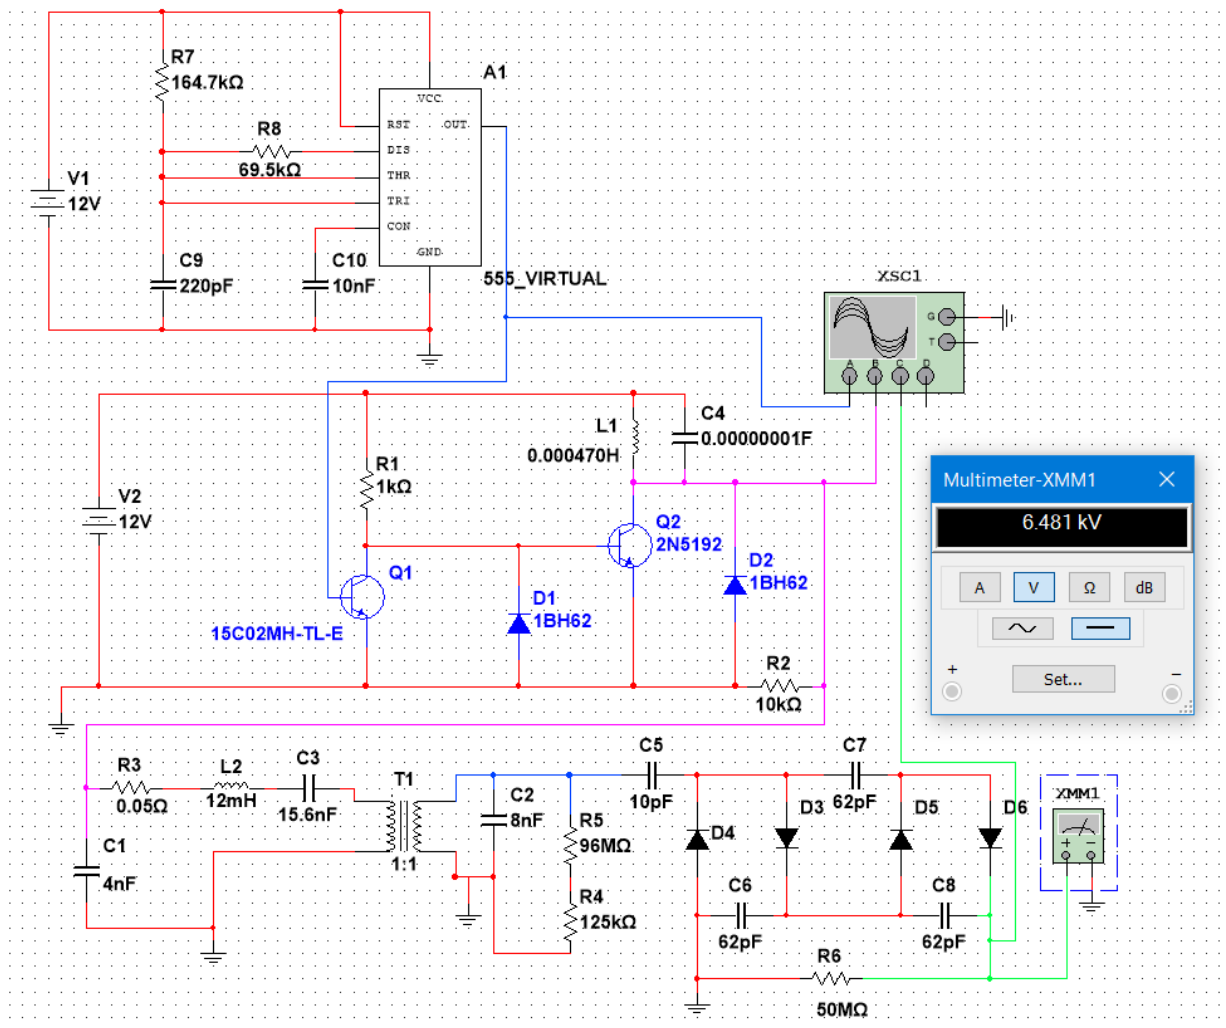 R7
164.7kΩ
A1
VCC
RST
OUT
R8
DIS
69.5kΩ
THR
V1
12V
TRI
CON
GND
C9
220pF
C10
10nF
555_VIRTUAL
XSC1
G
T
A
B
C
D
C4
0.00000001F
L1
0.000470H
R1
1kΩ
V2
12V
Q2
2N5192
Q1
D2
1BH62
D1
1BH62
15C02MH-TL-E
R2
10kΩ
Multimeter-XMM1
6.481 kV
A
V
Ω
dB
+
Set...
–
R3
0.05Ω
L2
12mH
C3
15.6nF
T1
1:1
C1
4nF
C2
8nF
R5
96MΩ
R4
125kΩ
C5
10pF
C7
62pF
D4
D3
D5
D6
XMM1
+
–
C6
62pF
C8
62pF
R6
50MΩ